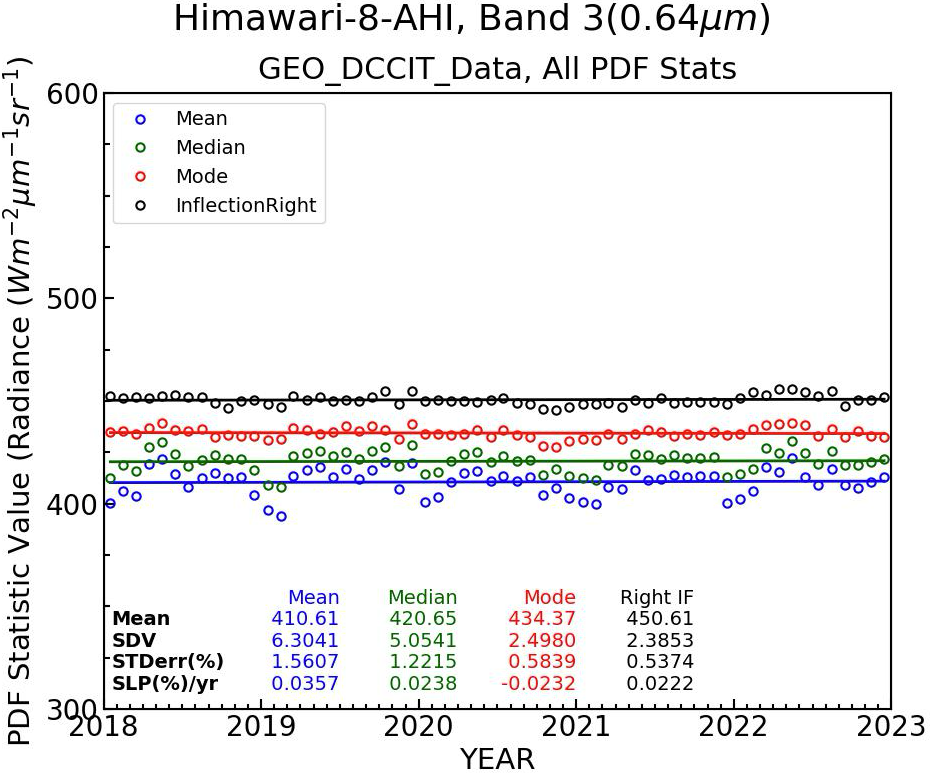 Himawari-8-AHI, Band 3(0.64μm)
GEO_DCCIT_Data, All PDF Stats
PDF Statistic Value (Radiance (Wm⁻²μm⁻¹sr⁻¹)
600
500
400
300
Mean
Median
Mode
InflectionRight
Mean Median Mode Right IF
Mean 410.61 420.65 434.37 450.61
SDV 6.3041 5.0541 2.4980 2.3853
STDerr(%) 1.5607 1.2215 0.5839 0.5374
SLP(%)/yr 0.0357 0.0238 -0.0232 0.0222
2018 2019 2020 2021 2022 2023
YEAR